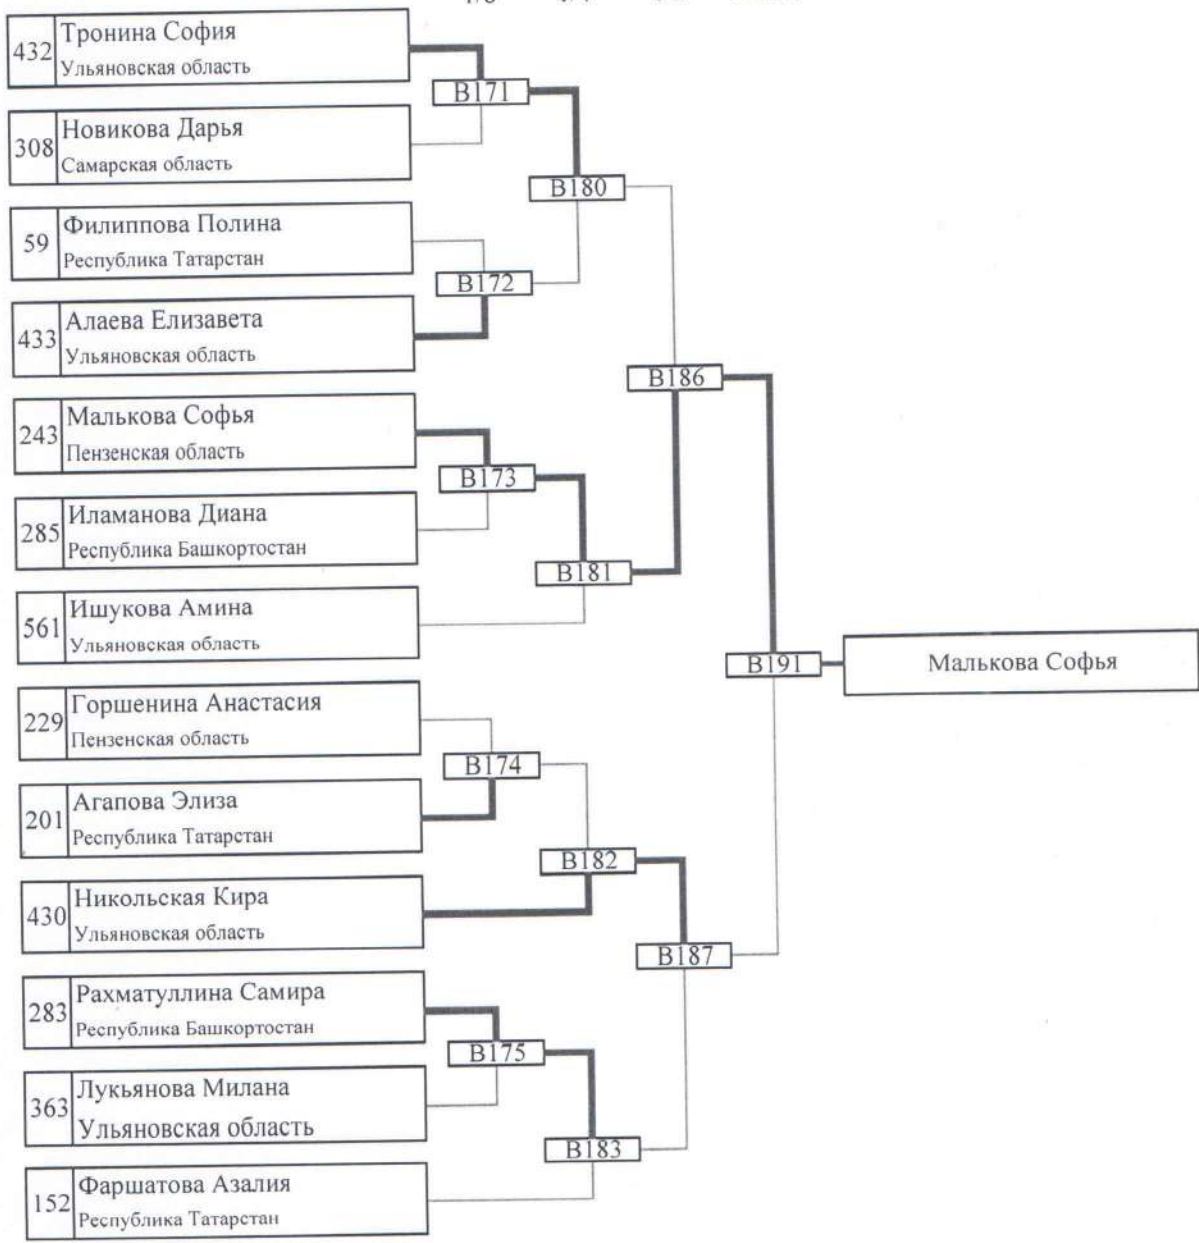 432
Тронина София
Ульяновская область
B171
308
Новикова Дарья
Самарская область
B180
59
Филиппова Полина
Республика Татарстан
B172
433
Алаева Елизавета
Ульяновская область
B186
243
Малькова Софья
Пензенская область
B173
285
Иламанова Диана
Республика Башкортостан
B181
561
Ишукова Амина
Ульяновская область
B191
Малькова Софья
229
Горшенина Анастасия
Пензенская область
B174
201
Агапова Элиза
Республика Татарстан
B182
430
Никольская Кира
Ульяновская область
B187
283
Рахматуллина Самира
Республика Башкортостан
B175
363
Лукьянова Милана
Ульяновская область
B183
152
Фаршатова Азалия
Республика Татарстан